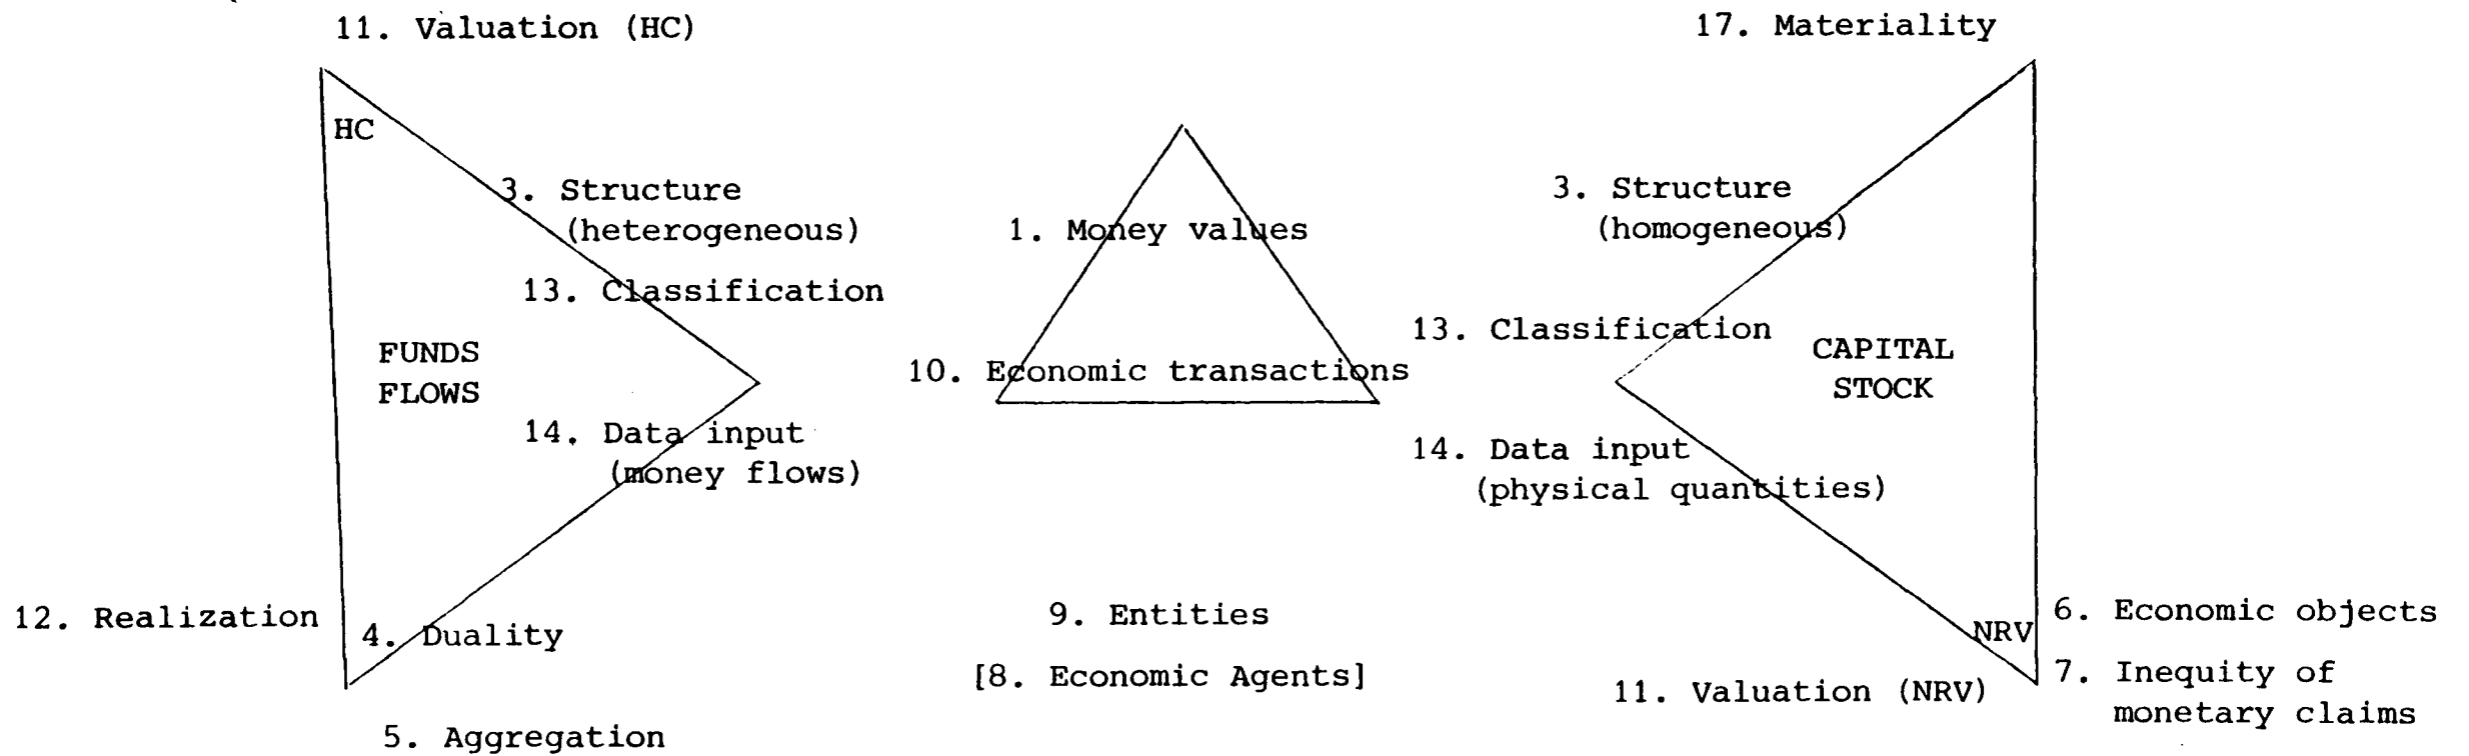 11. Valuation (HC)
17. Materiality
HC
3. Structure
(heterogeneous)
1. Money values
3. Structure
(homogeneous)
13. Classification
13. Classification
FUNDS
FLOWS
10. Economic transactions
CAPITAL
STOCK
14. Data input
(money flows)
14. Data input
(physical quantities)
12. Realization
4. Duality
9. Entities
[8. Economic Agents]
NRV
6. Economic objects
7. Inequity of
monetary claims
11. Valuation (NRV)
5. Aggregation